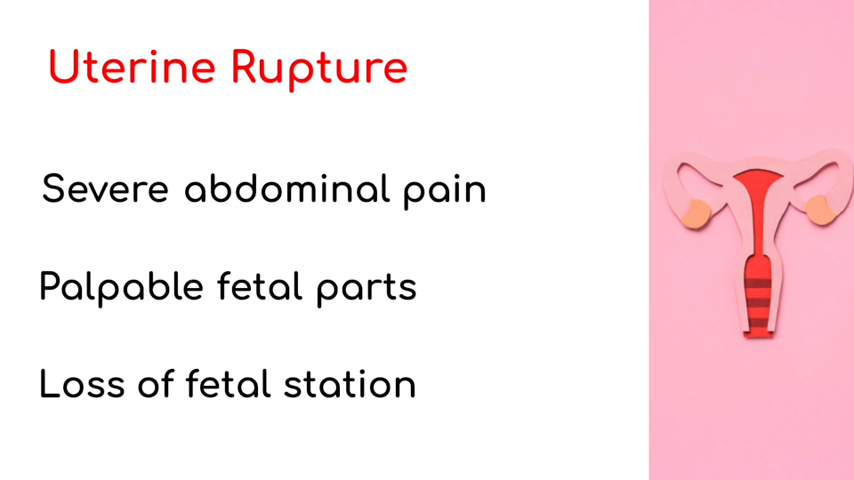 Uterine Rupture
Severe abdominal pain
Palpable fetal parts
Loss of fetal station